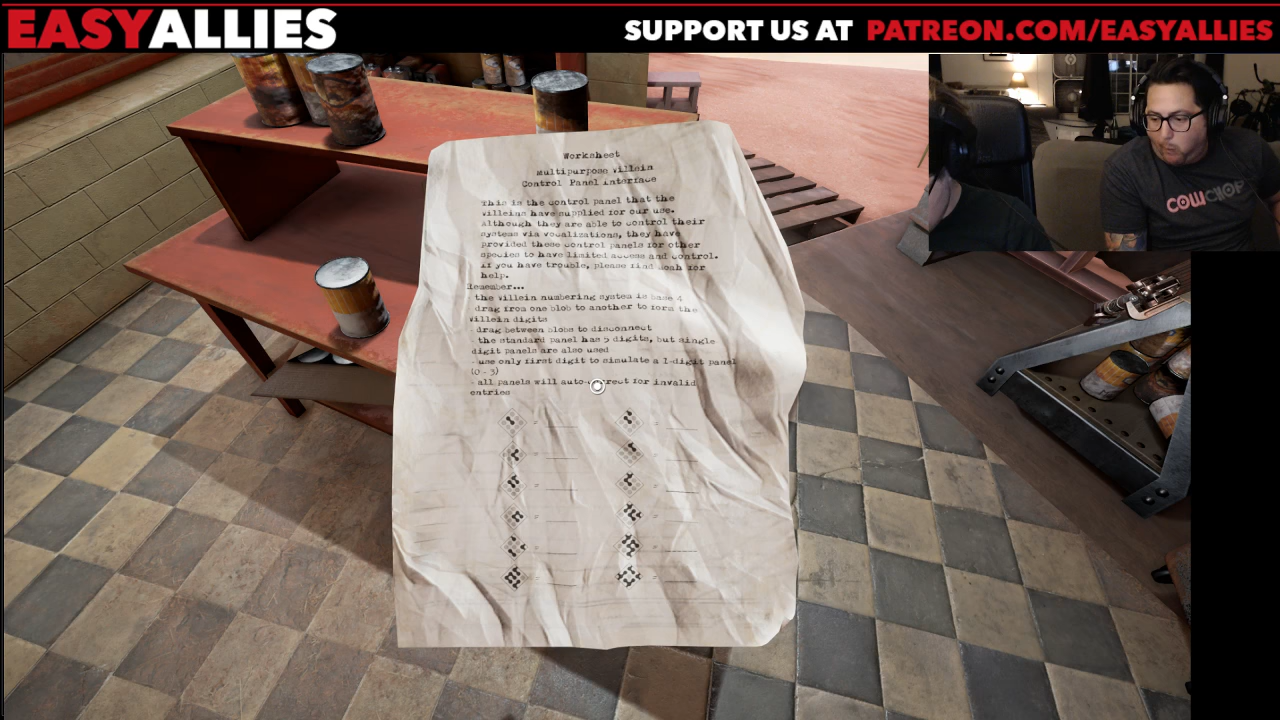 EASYALLIES
SUPPORT US AT PATREON.COM/EASYALLIES
COWCHOP
Worksheet
Multipurpose Villein
Control Panel Interface
This is the control panel that the
villeins have supplied for our use.
Although they are able to control their
systems via vocalizations, they have
provided these control panels for other
species to have limited access and control.
If you have trouble, please find Noah for
help.
Remember...
- the villein numbering system is base 4
- drag from one blob to another to form the
villein digits
- drag between blobs to disconnect
- the standard panel has 5 digits, but single
digit panels are also used
- use only first digit to simulate a 1-digit panel
(0 - 3)
- all panels will for invalid
entries
= =
= =
= =
= =
= =
= =